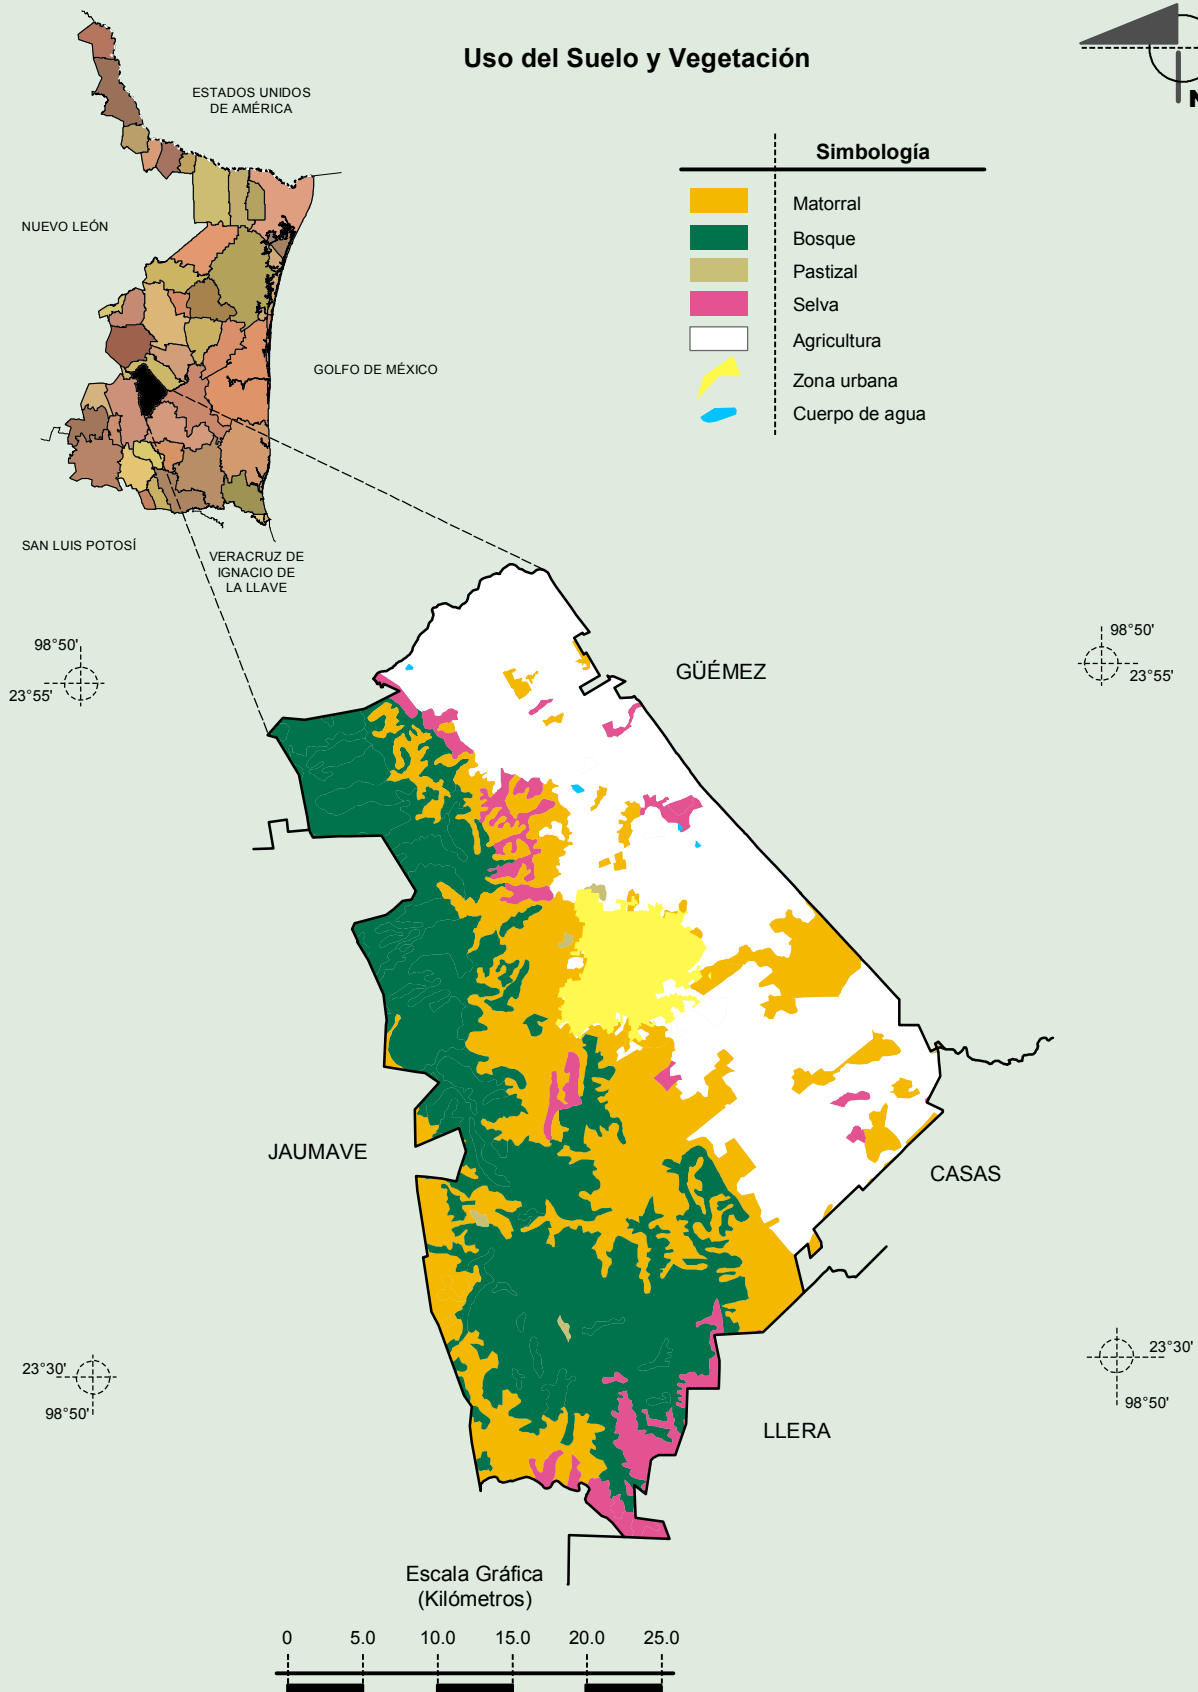 Uso del Suelo y Vegetación
N
ESTADOS UNIDOS
DE AMÉRICA
NUEVO LEÓN
GOLFO DE MÉXICO
SAN LUIS POTOSÍ
VERACRUZ DE
IGNACIO DE
LA LLAVE
Simbología
Matorral
Bosque
Pastizal
Selva
Agricultura
Zona urbana
Cuerpo de agua
98°50'
23°55'
98°50'
23°55'
GÜÉMEZ
JAUMAVE
CASAS
LLERA
23°30'
98°50'
23°30'
98°50'
Escala Gráfica
(Kilómetros)
0 5.0 10.0 15.0 20.0 25.0